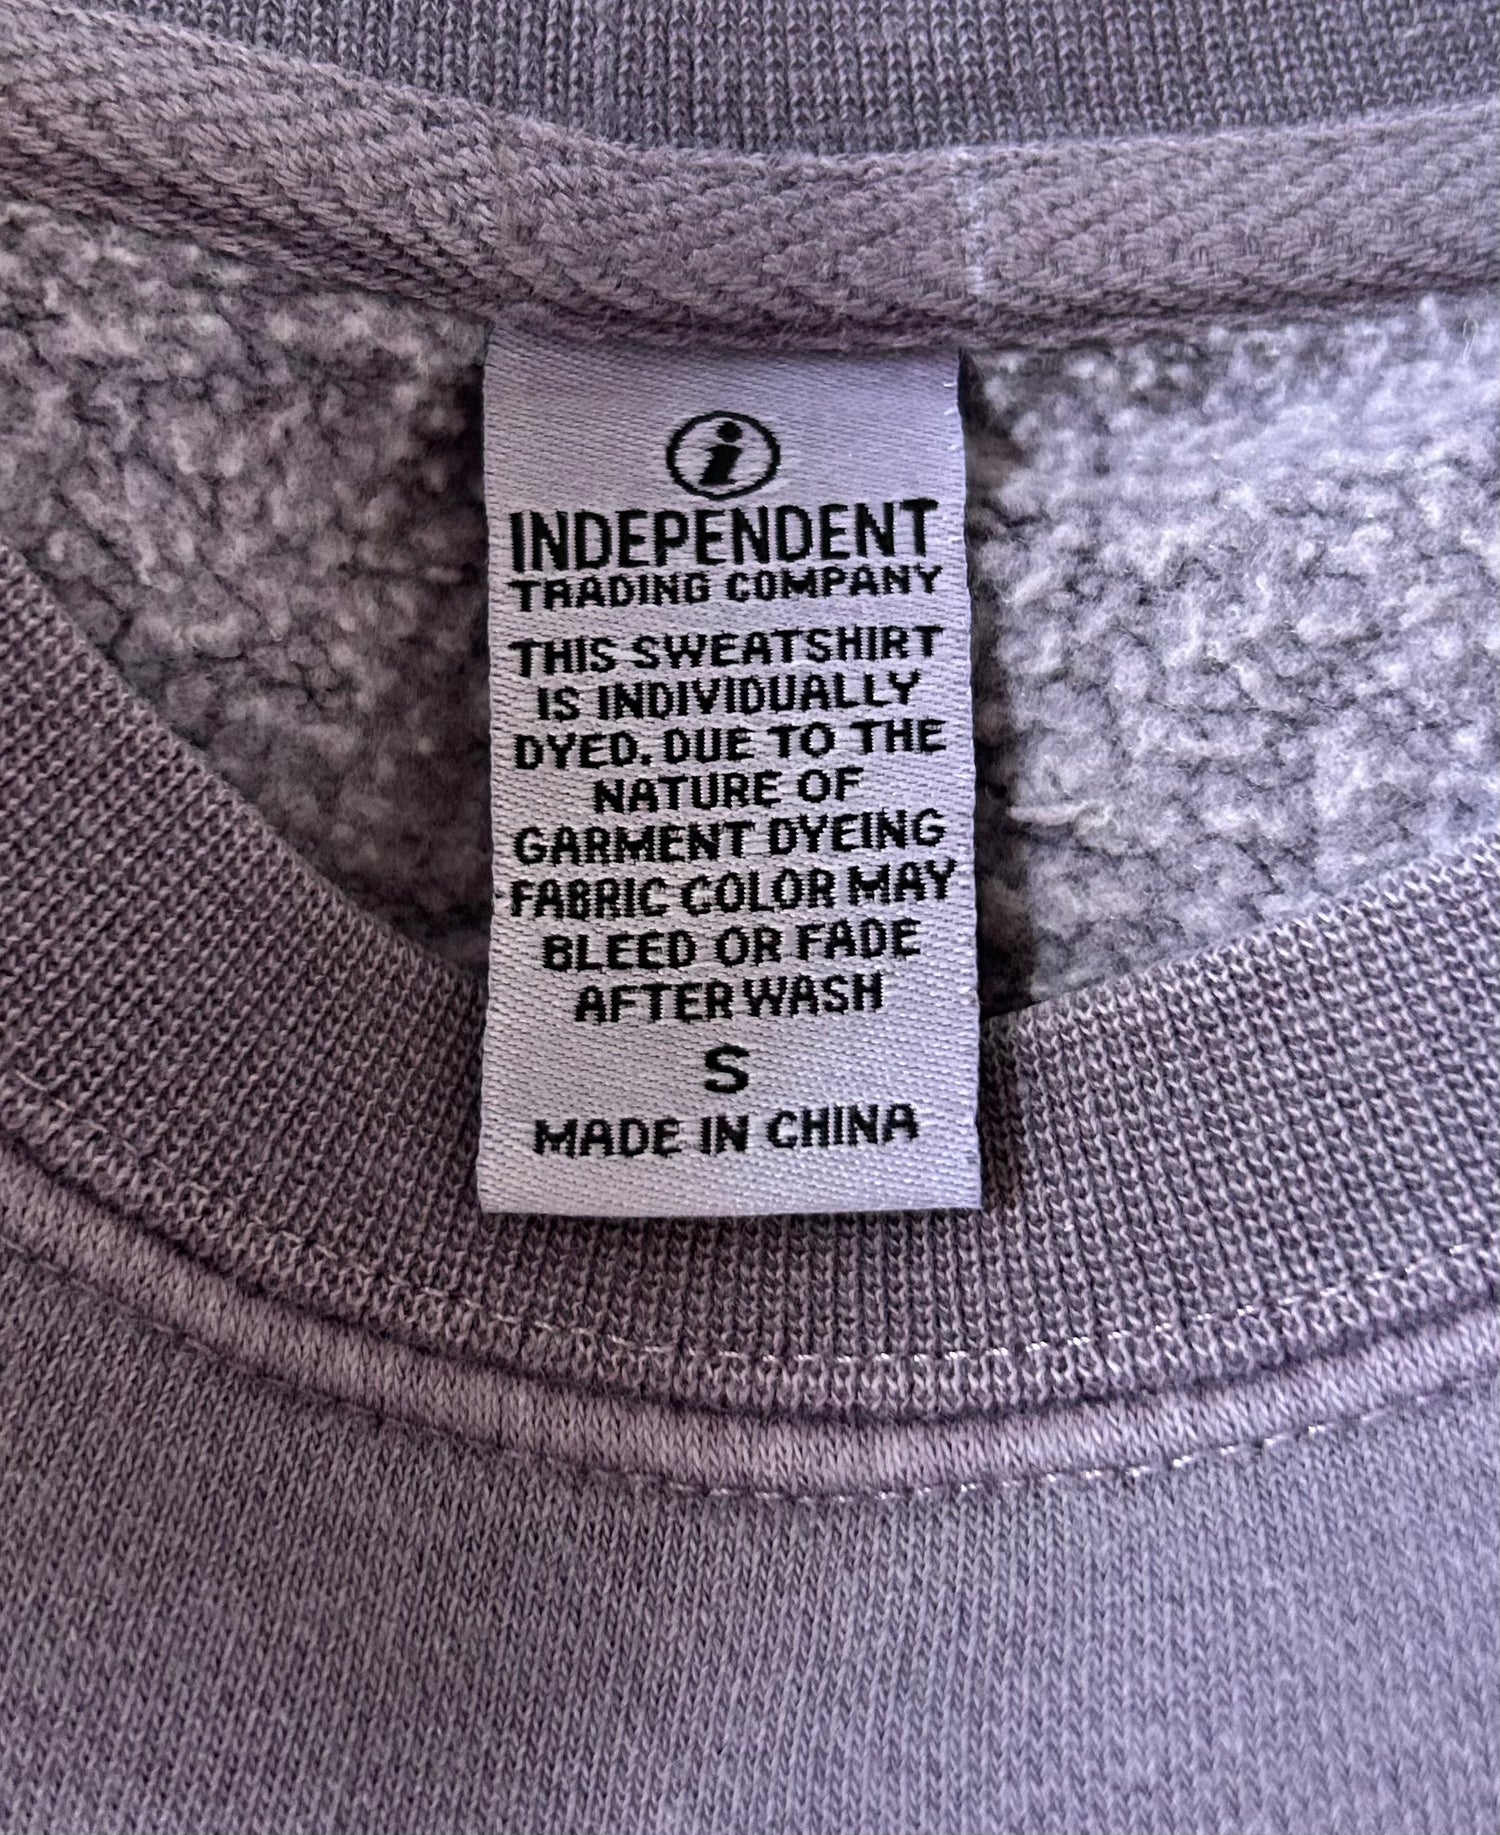 i
INDEPENDENT
TRADING COMPANY
THIS SWEATSHIRT
IS INDIVIDUALLY
DYED. DUE TO THE
NATURE OF
GARMENT DYEING
FABRIC COLOR MAY
BLEED OR FADE
AFTER WASH
S
MADE IN CHINA